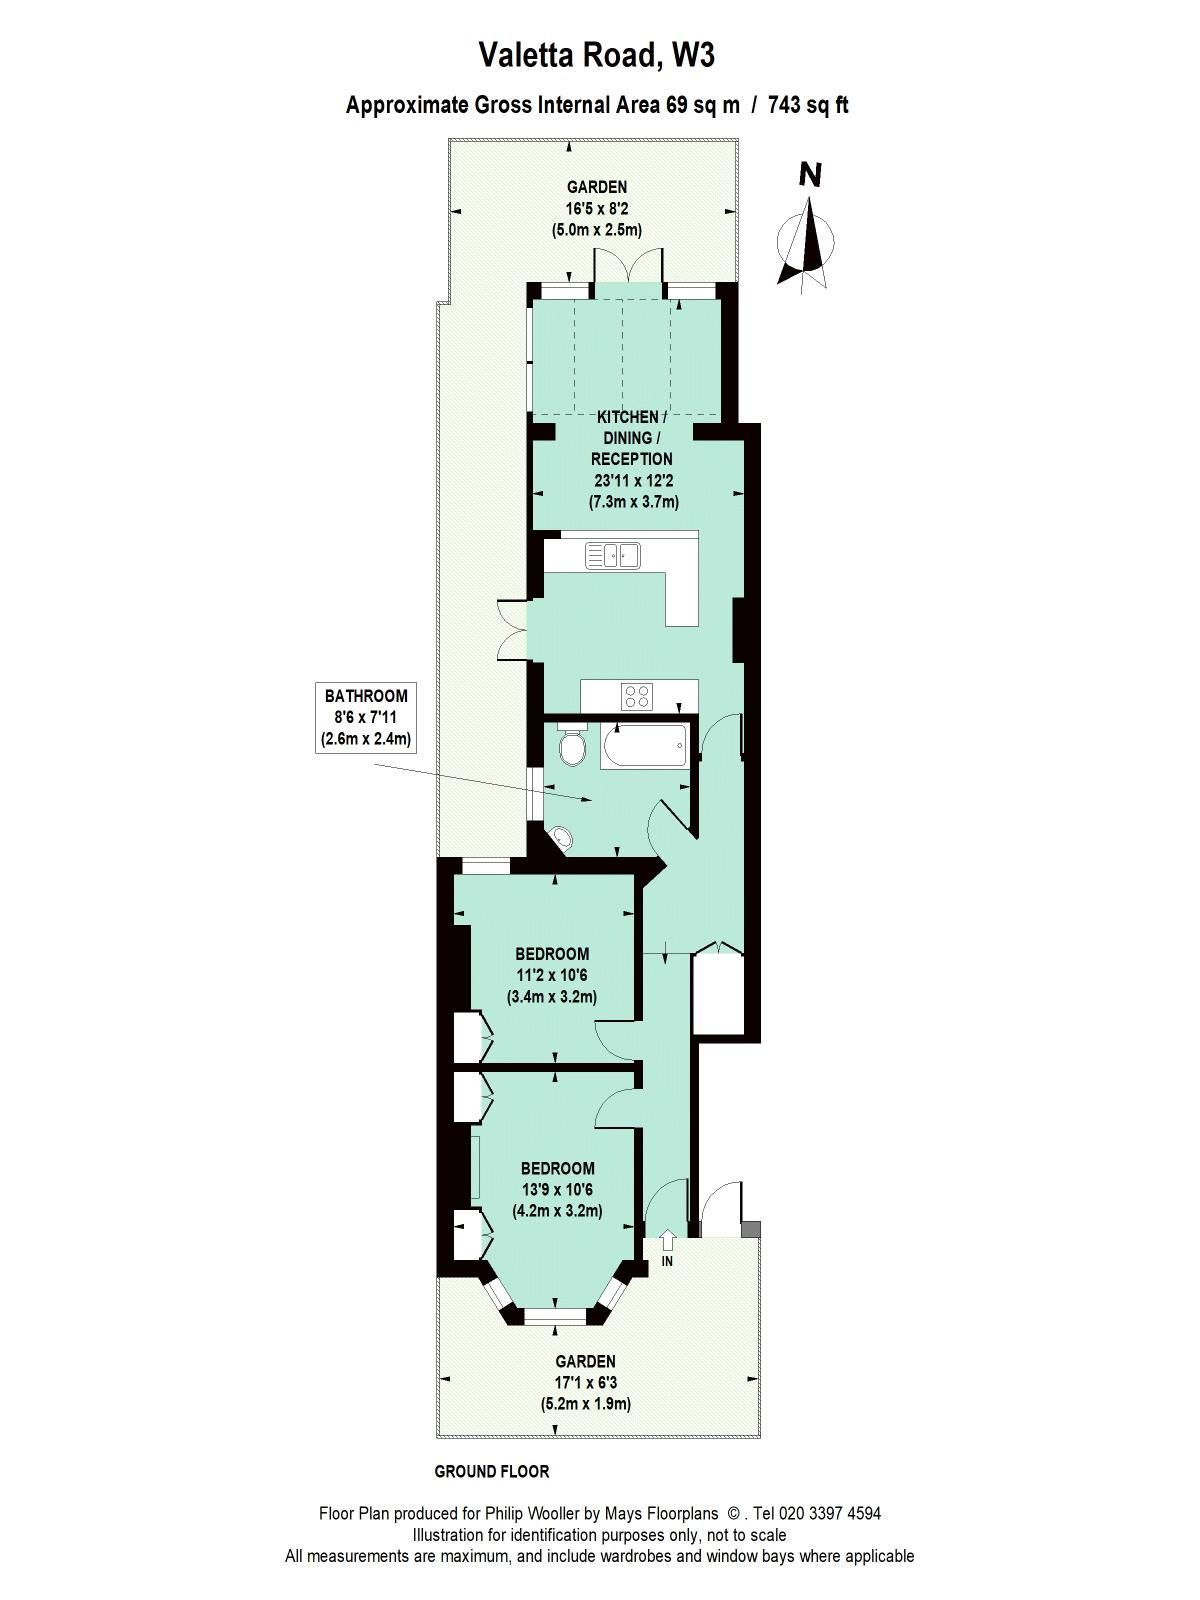 Valetta Road, W3
Approximate Gross Internal Area 69 sq m / 743 sq ft
N
GARDEN
16'5 x 8'2
(5.0m x 2.5m)
KITCHEN /
DINING /
RECEPTION
23'11 x 12'2
(7.3m x 3.7m)
BATHROOM
8'6 x 7'11
(2.6m x 2.4m)
BEDROOM
11'2 x 10'6
(3.4m x 3.2m)
BEDROOM
13'9 x 10'6
(4.2m x 3.2m)
IN
GARDEN
17'1 x 6'3
(5.2m x 1.9m)
GROUND FLOOR
Floor Plan produced for Philip Wooller by Mays Floorplans © . Tel 020 3397 4594
Illustration for identification purposes only, not to scale
All measurements are maximum, and include wardrobes and window bays where applicable